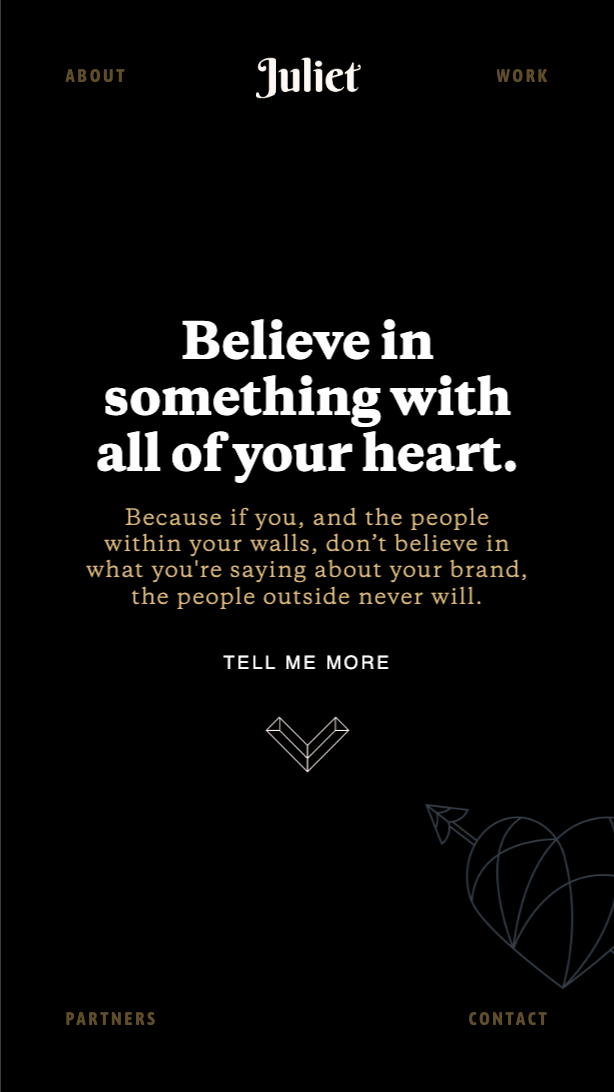 ABOUT
Juliet
WORK
Believe in
something with
all of your heart.
Because if you, and the people
within your walls, don’t believe in
what you're saying about your brand,
the people outside never will.
TELL ME MORE
PARTNERS
CONTACT